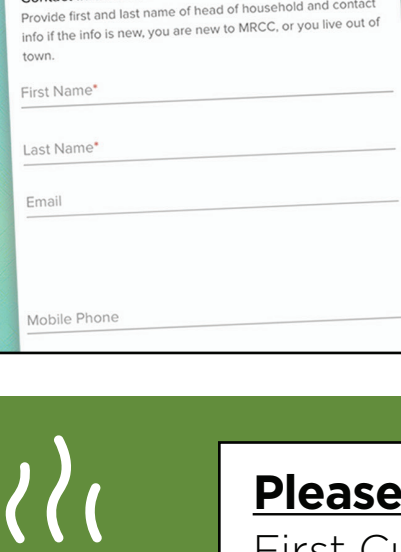 Provide first and last name of head of household and contact
info if the info is new, you are new to MRCC, or you live out of
town.
First Name*
Last Name*
Email
Mobile Phone
Please
First